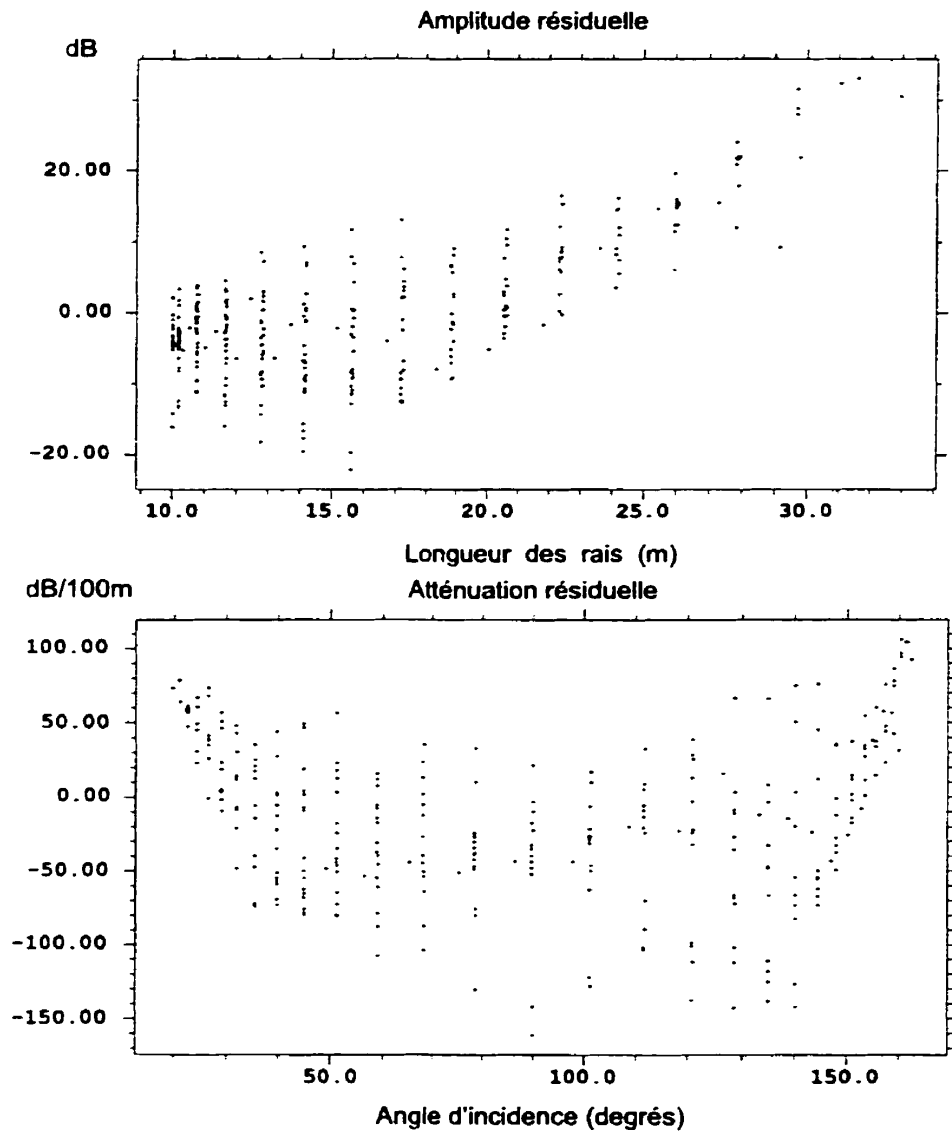 Amplitude résiduelle
dB
20.00
0.00
-20.00
10.0 15.0 20.0 25.0 30.0
Longueur des rais (m)
dB/100m
Atténuation résiduelle
100.00
50.00
0.00
-50.00
-100.00
-150.00
50.0 100.0 150.0
Angle d'incidence (degrés)